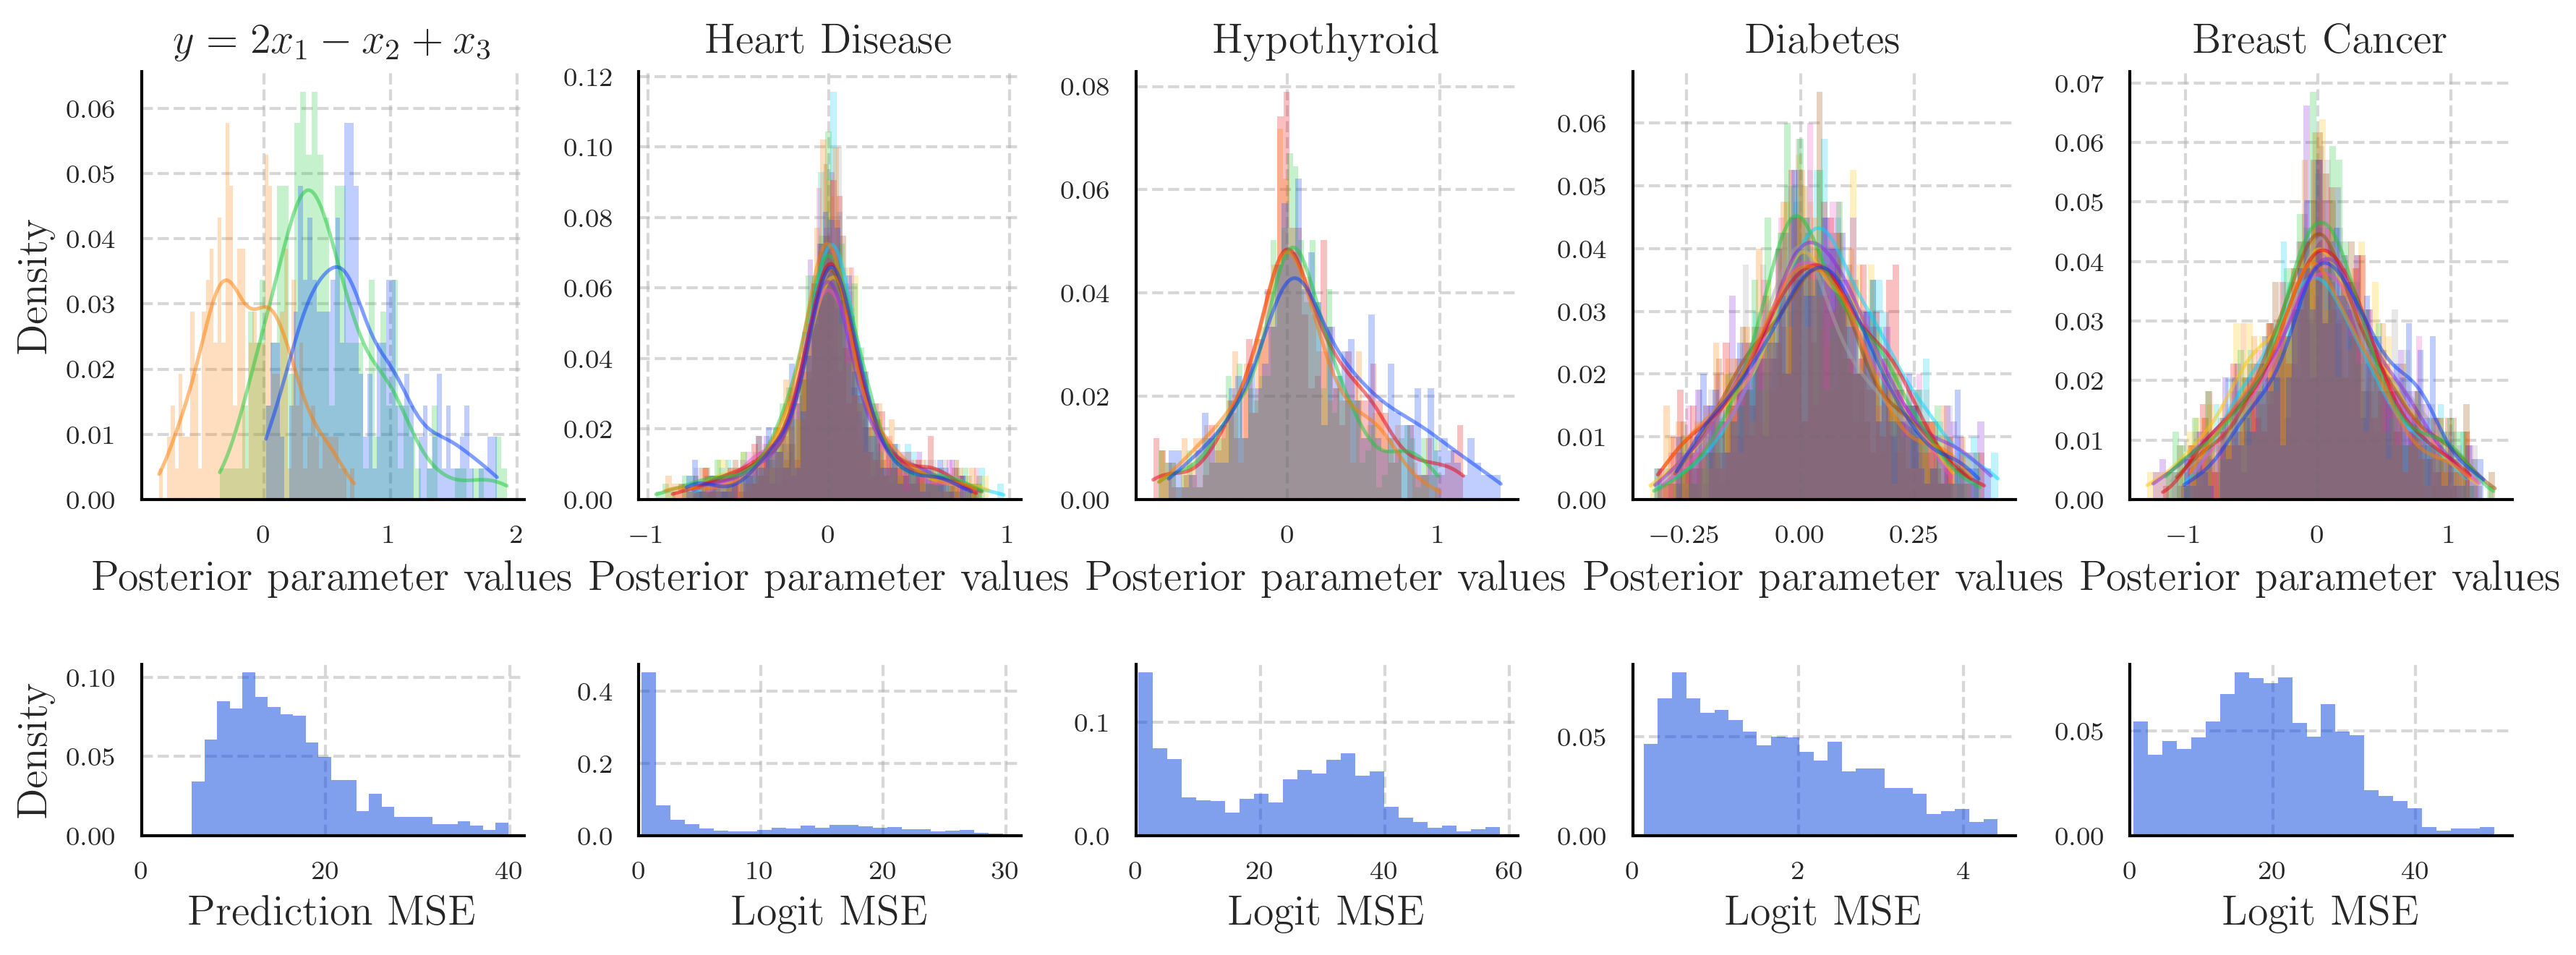 y = 2x₁ − x₂ + x₃
Heart Disease
Hypothyroid
Diabetes
Breast Cancer
Density
0.06
0.05
0.04
0.03
0.02
0.01
0.00
0.12
0.10
0.08
0.06
0.04
0.02
0.00
0.08
0.06
0.04
0.02
0.00
0.06
0.05
0.04
0.03
0.02
0.01
0.00
0.07
0.06
0.05
0.04
0.03
0.02
0.01
0.00
0 1 2
−1 0 1
0 1
−0.25 0.00 0.25
−1 0 1
Posterior parameter values
Posterior parameter values
Posterior parameter values
Posterior parameter values
Posterior parameter values
Density
0.10
0.05
0.00
0.4
0.2
0.0
0.1
0.0
0.05
0.00
0.05
0.00
0 20 40
0 10 20 30
0 20 40 60
0 2 4
0 20 40
Prediction MSE
Logit MSE
Logit MSE
Logit MSE
Logit MSE